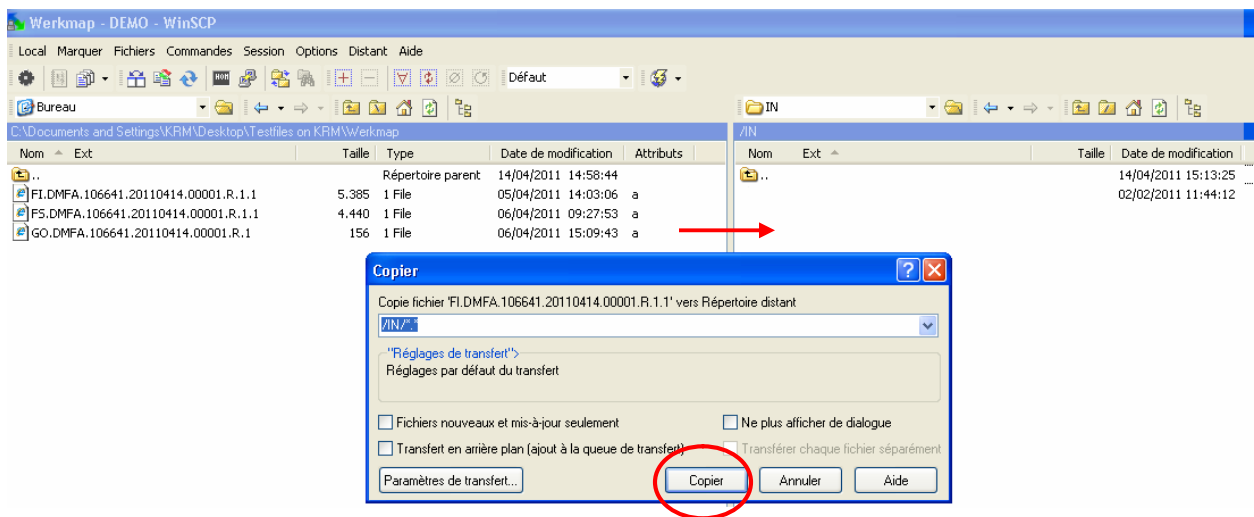 Werkmap - DEMO - WinSCP
Local Marquer Fichiers Commandes Session Options Distant Aide
Défaut
Bureau IN
C:\Documents and Settings\KRM\Desktop\Testfiles on KRM\Werkmap /IN
Nom Ext Taille Type Date de modification Attributs Nom Ext Taille Date de modification
.. Répertoire parent 14/04/2011 14:58:44 .. 14/04/2011 15:13:25
FI.DMFA.106641.20110414.00001.R.1.1 5.385 1 File 05/04/2011 14:03:06 a 02/02/2011 11:44:12
FS.DMFA.106641.20110414.00001.R.1.1 4.440 1 File 06/04/2011 09:27:53 a
GO.DMFA.106641.20110414.00001.R.1 156 1 File 06/04/2011 15:09:43 a
Copier
Copie fichier 'FI.DMFA.106641.20110414.00001.R.1.1' vers Répertoire distant
/IN/*.*
"Réglages de transfert">
Réglages par défaut du transfert
Fichiers nouveaux et mis-à-jour seulement Ne plus afficher de dialogue
Transfert en arrière plan (ajout à la queue de transfert) Transférer chaque fichier séparément
Paramètres de transfert... Copier Annuler Aide